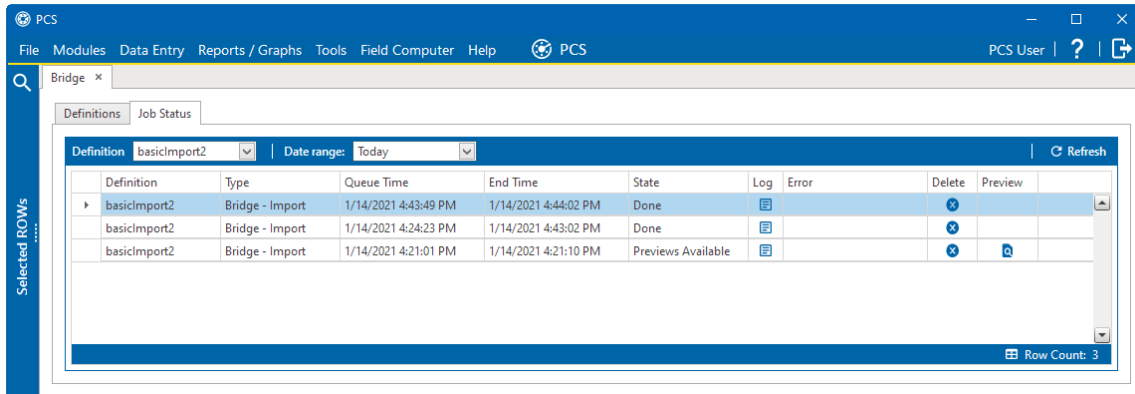 PCS
File Modules Data Entry Reports / Graphs Tools Field Computer Help PCS PCS User | ? |
Bridge ×
Definitions Job Status
Definition basicImport2 | Date range: Today | Refresh
Definition Type Queue Time End Time State Log Error Delete Preview
basicImport2 Bridge - Import 1/14/2021 4:43:49 PM 1/14/2021 4:44:02 PM Done
basicImport2 Bridge - Import 1/14/2021 4:24:23 PM 1/14/2021 4:43:02 PM Done
basicImport2 Bridge - Import 1/14/2021 4:21:01 PM 1/14/2021 4:21:10 PM Previews Available
Selected ROWs
Row Count: 3